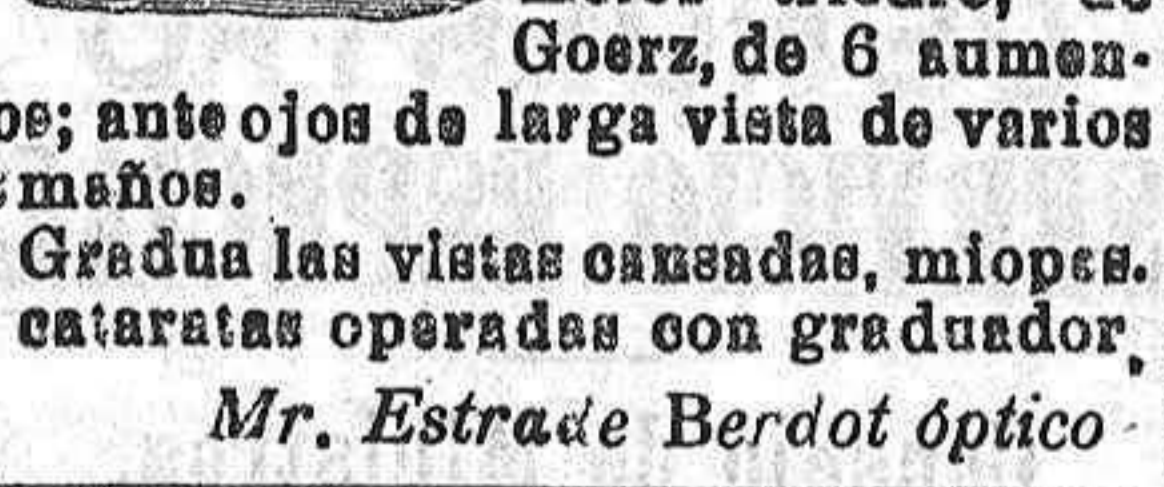 Goerz, de 6 aumen-
os; anteojos de larga vista de varios
maños.
Gradua las vistas cansadas, miopes.
cataratas operadas con graduador,
Mr. Estrade Berdot óptico